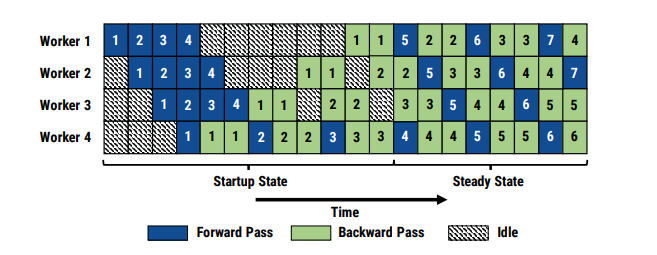 Worker 1 1 2 3 4 1 1 5 2 2 6 3 3 7 4
Worker 2 1 2 3 4 1 1 2 2 5 3 3 6 4 4 7
Worker 3 1 2 3 4 1 1 2 2 3 3 5 4 4 6 5 5
Worker 4 1 1 1 2 2 2 3 3 3 4 4 4 5 5 5 6 6
Startup State Steady State
Time
Forward Pass Backward Pass Idle